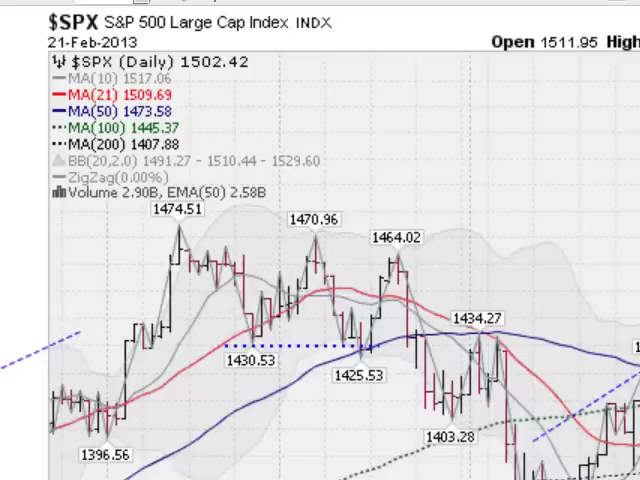 $SPX S&P 500 Large Cap Index INDX
21-Feb-2013 Open 1511.95 High
$SPX (Daily) 1502.42
MA(10) 1517.06
MA(21) 1509.69
MA(50) 1473.58
MA(100) 1445.37
MA(200) 1407.88
BB(20,2.0) 1491.27 - 1510.44 - 1529.60
ZigZag(0.00%)
Volume 2.90B, EMA(50) 2.58B
1474.51
1470.96
1464.02
1434.27
1430.53
1425.53
1403.28
1396.56